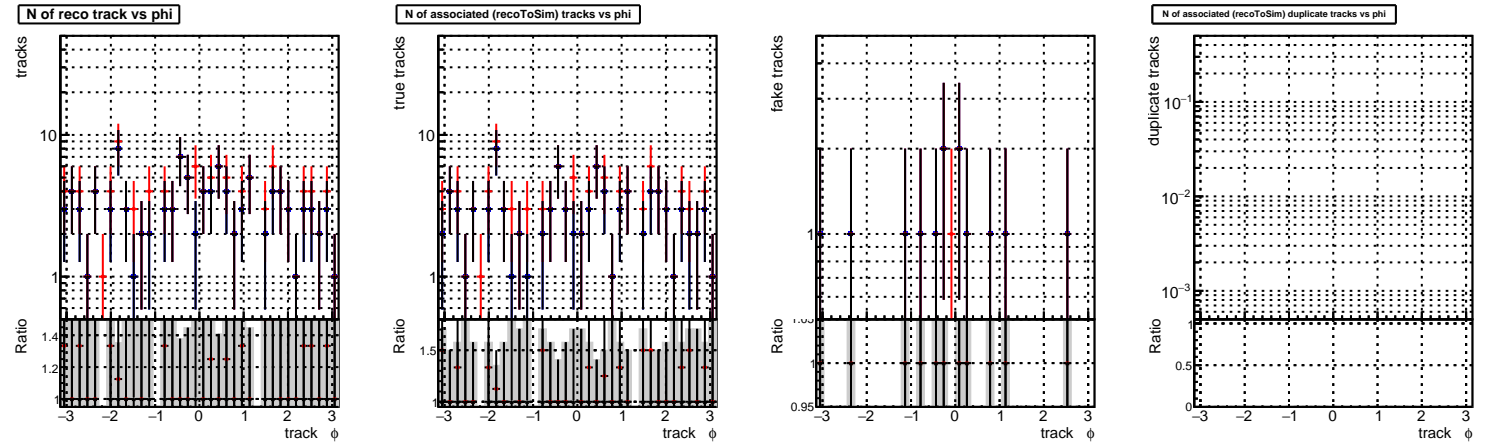 N of reco track vs phi
tracks
10
1
Ratio
1.4
1.2
1
−3 −2 −1 0 1 2 3
track ϕ
N of associated (recoToSim) tracks vs phi
true tracks
10
1
Ratio
1.5
1
−3 −2 −1 0 1 2 3
track ϕ
fake tracks
1
Ratio
1.05
1
0.95
−3 −2 −1 0 1 2 3
track ϕ
N of associated (recoToSim) duplicate tracks vs phi
duplicate tracks
10⁻¹
10⁻²
10⁻³
Ratio
1
0.5
0
−3 −2 −1 0 1 2 3
track ϕ